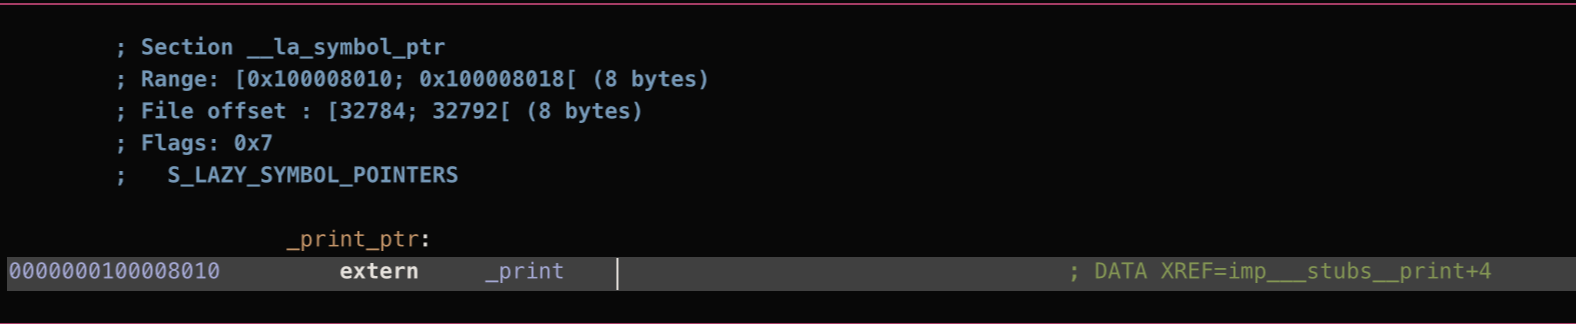 ; Section __la_symbol_ptr
; Range: [0x100008010; 0x100008018[ (8 bytes)
; File offset : [32784; 32792[ (8 bytes)
; Flags: 0x7
;   S_LAZY_SYMBOL_POINTERS
_print_ptr:
0000000100008010         extern     _print                                      ; DATA XREF=imp___stubs__print+4